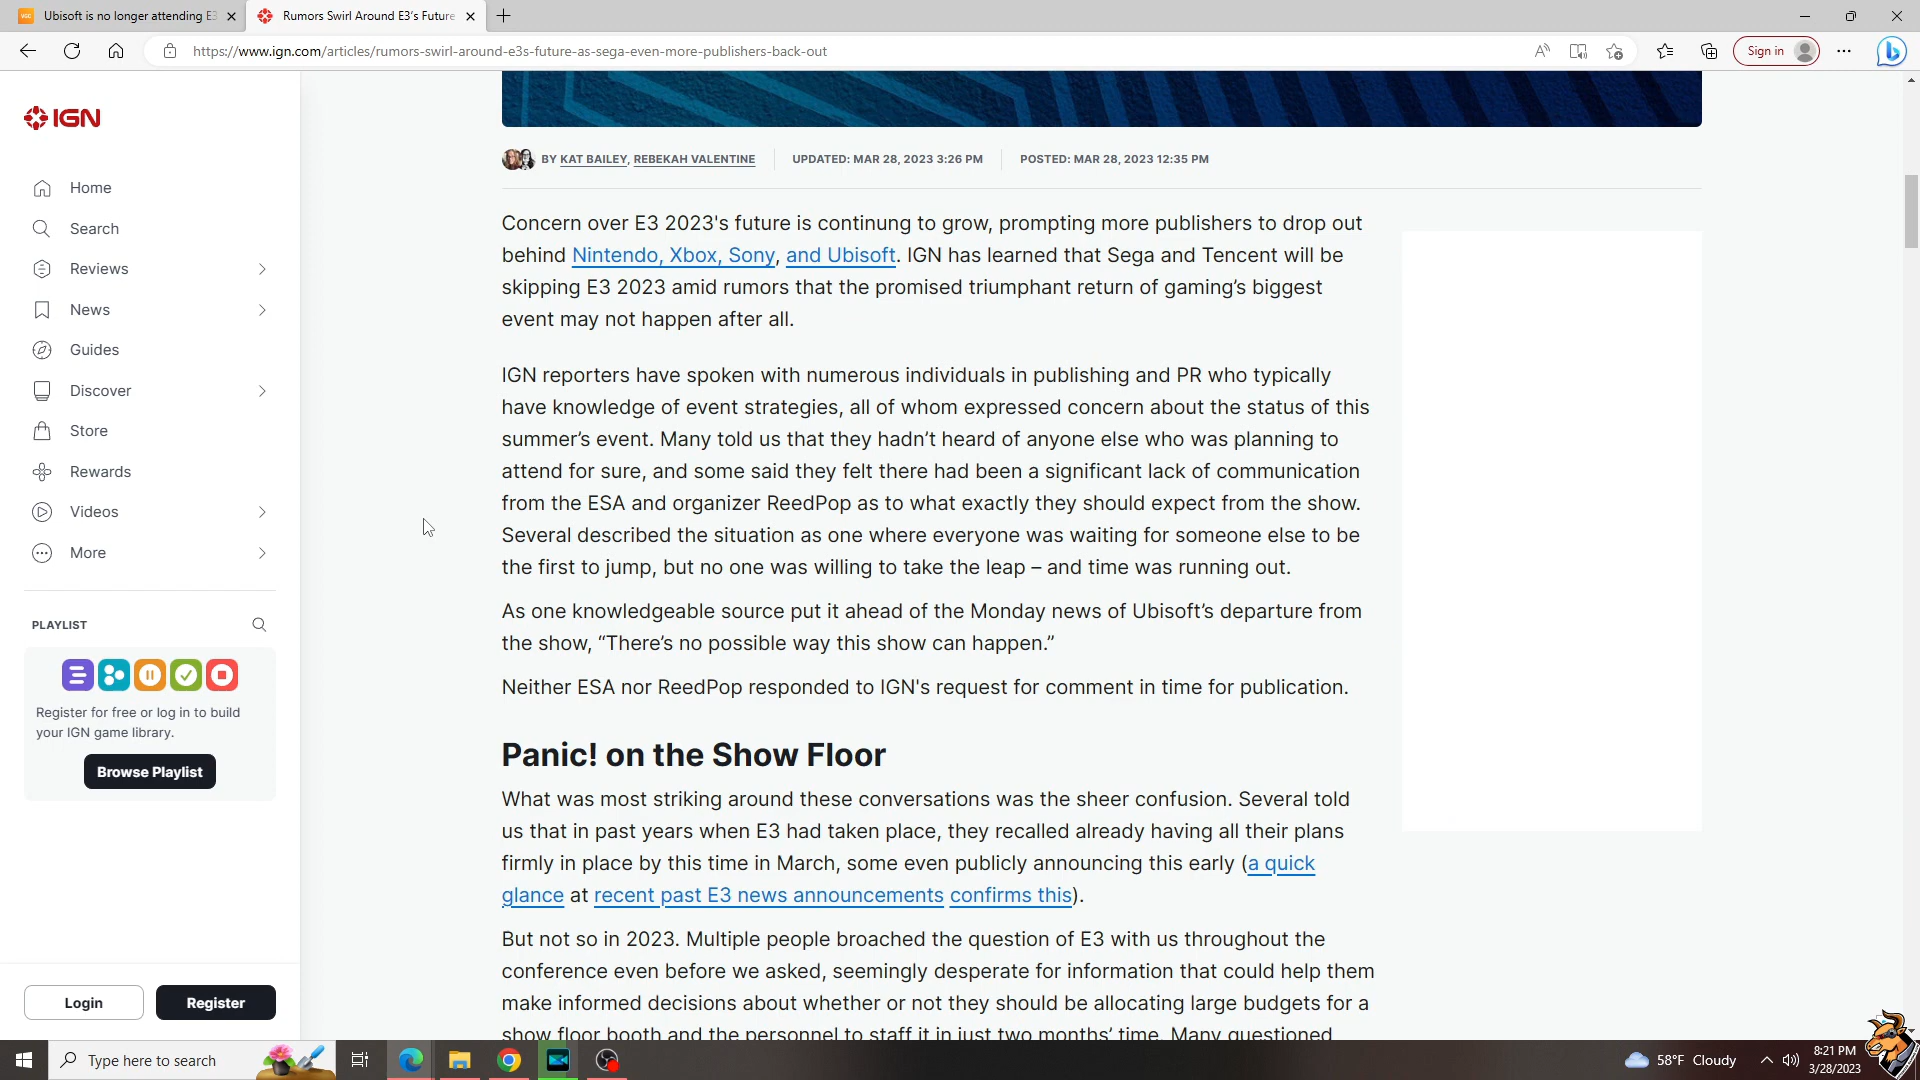 Ubisoft is no longer attending E3
Rumors Swirl Around E3's Future
https://www.ign.com/articles/rumors-swirl-around-e3s-future-as-sega-even-more-publishers-back-out
Sign in
IGN
Home
Search
Reviews
News
Guides
Discover
Store
Rewards
Videos
More
PLAYLIST
Register for free or log in to build
your IGN game library.
Browse Playlist
Login
Register
BY KAT BAILEY, REBEKAH VALENTINE
UPDATED: MAR 28, 2023 3:26 PM
POSTED: MAR 28, 2023 12:35 PM
Concern over E3 2023's future is continung to grow, prompting more publishers to drop out
behind Nintendo, Xbox, Sony, and Ubisoft. IGN has learned that Sega and Tencent will be
skipping E3 2023 amid rumors that the promised triumphant return of gaming’s biggest
event may not happen after all.
IGN reporters have spoken with numerous individuals in publishing and PR who typically
have knowledge of event strategies, all of whom expressed concern about the status of this
summer’s event. Many told us that they hadn’t heard of anyone else who was planning to
attend for sure, and some said they felt there had been a significant lack of communication
from the ESA and organizer ReedPop as to what exactly they should expect from the show.
Several described the situation as one where everyone was waiting for someone else to be
the first to jump, but no one was willing to take the leap – and time was running out.
As one knowledgeable source put it ahead of the Monday news of Ubisoft’s departure from
the show, “There’s no possible way this show can happen.”
Neither ESA nor ReedPop responded to IGN's request for comment in time for publication.
Panic! on the Show Floor
What was most striking around these conversations was the sheer confusion. Several told
us that in past years when E3 had taken place, they recalled already having all their plans
firmly in place by this time in March, some even publicly announcing this early (a quick
glance at recent past E3 news announcements confirms this).
But not so in 2023. Multiple people broached the question of E3 with us throughout the
conference even before we asked, seemingly desperate for information that could help them
make informed decisions about whether or not they should be allocating large budgets for a
show floor booth and the personnel to staff it in just two months’ time. Many questioned
Type here to search
58°F Cloudy
8:21 PM
3/28/2023